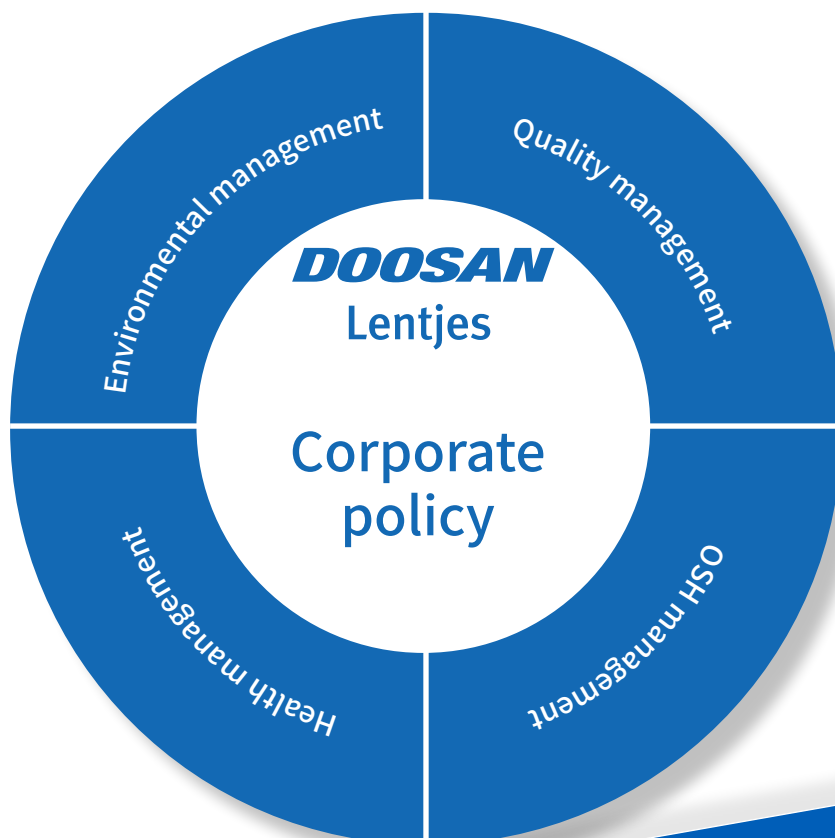 Environmental management
Quality management
DOOSAN
Lentjes
Corporate
policy
Health management
OSH management